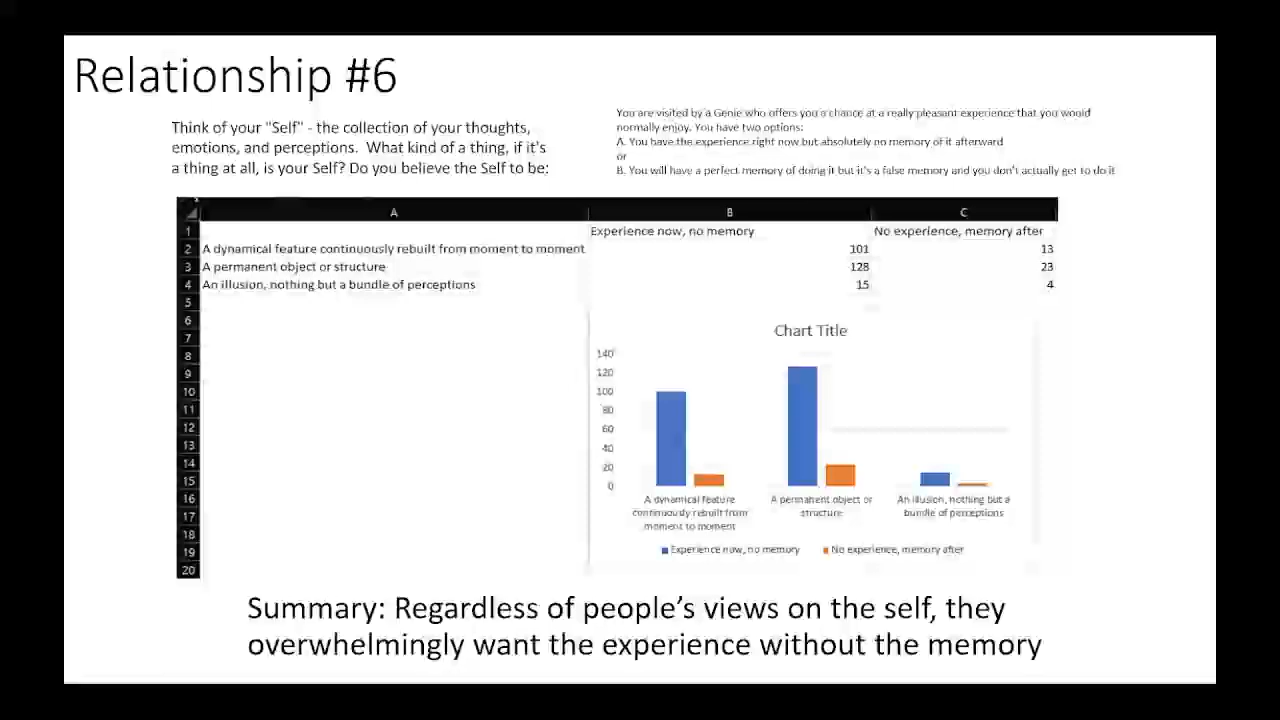 Relationship #6
Think of your "Self" - the collection of your thoughts,
emotions, and perceptions. What kind of a thing, if it's
a thing at all, is your Self? Do you believe the Self to be:
You are visited by a Genie who offers you a chance at a really pleasant experience that you would
normally enjoy. You have two options:
A. You have the experience right now but absolutely no memory of it afterward
or
B. You will have a perfect memory of doing it but it's a false memory and you don't actually get to do it
A B C
1 Experience now, no memory No experience, memory after
2 A dynamical feature continuously rebuilt from moment to moment 101 13
3 A permanent object or structure 128 23
4 An illusion, nothing but a bundle of perceptions 15 4
5
6
7
8
9
10
11
12
13
14
15
16
17
18
19
20
Chart Title
140
120
100
80
60
40
20
0
A dynamical feature
continuously rebuilt from
moment to moment
A permanent object or
structure
An illusion, nothing but a
bundle of perceptions
Experience now, no memory No experience, memory after
Summary: Regardless of people's views on the self, they
overwhelmingly want the experience without the memory